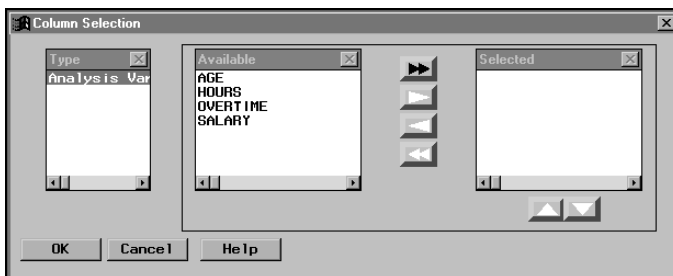 Column Selection
Type
Analysis Var
Available
AGE
HOURS
OVERTIME
SALARY
Selected
OK
Cancel
Help